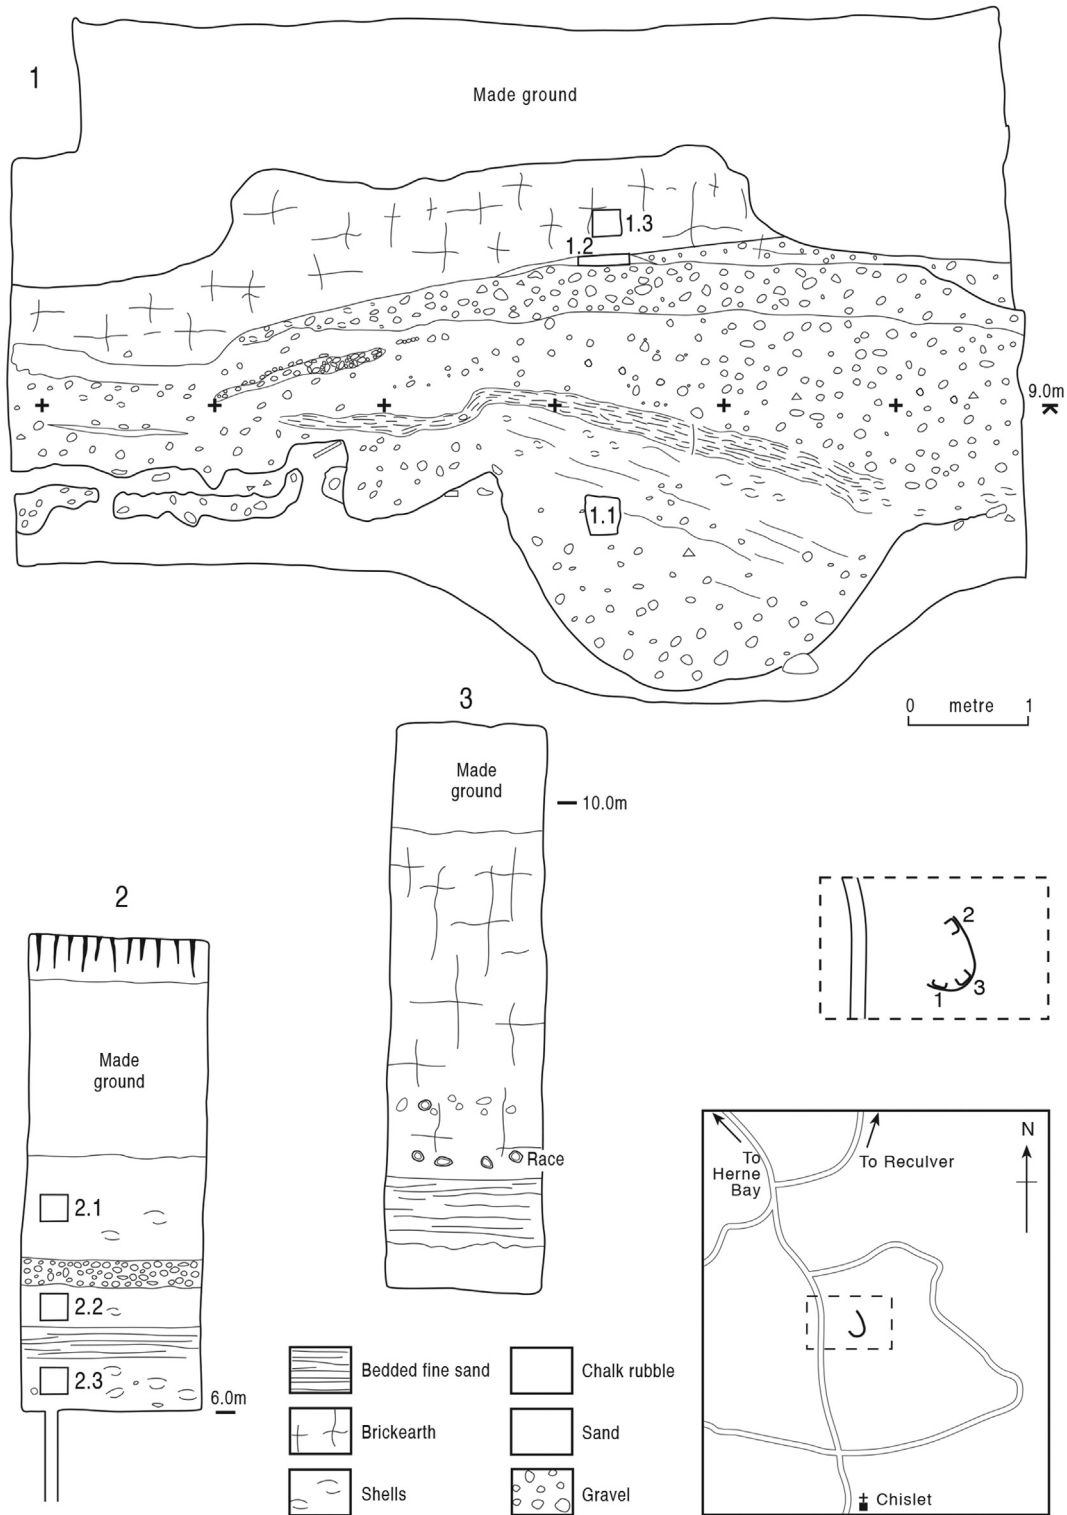 1
Made ground
1.3
1.2
9.0m
1.1
0 metre 1
3
Made
ground
10.0m
2
2
1
3
Made
ground
Race
2.1
2.2
2.3
6.0m
N
To
Herne
Bay
To Reculver
Chislet
Bedded fine sand
Chalk rubble
Brickearth
Sand
Shells
Gravel